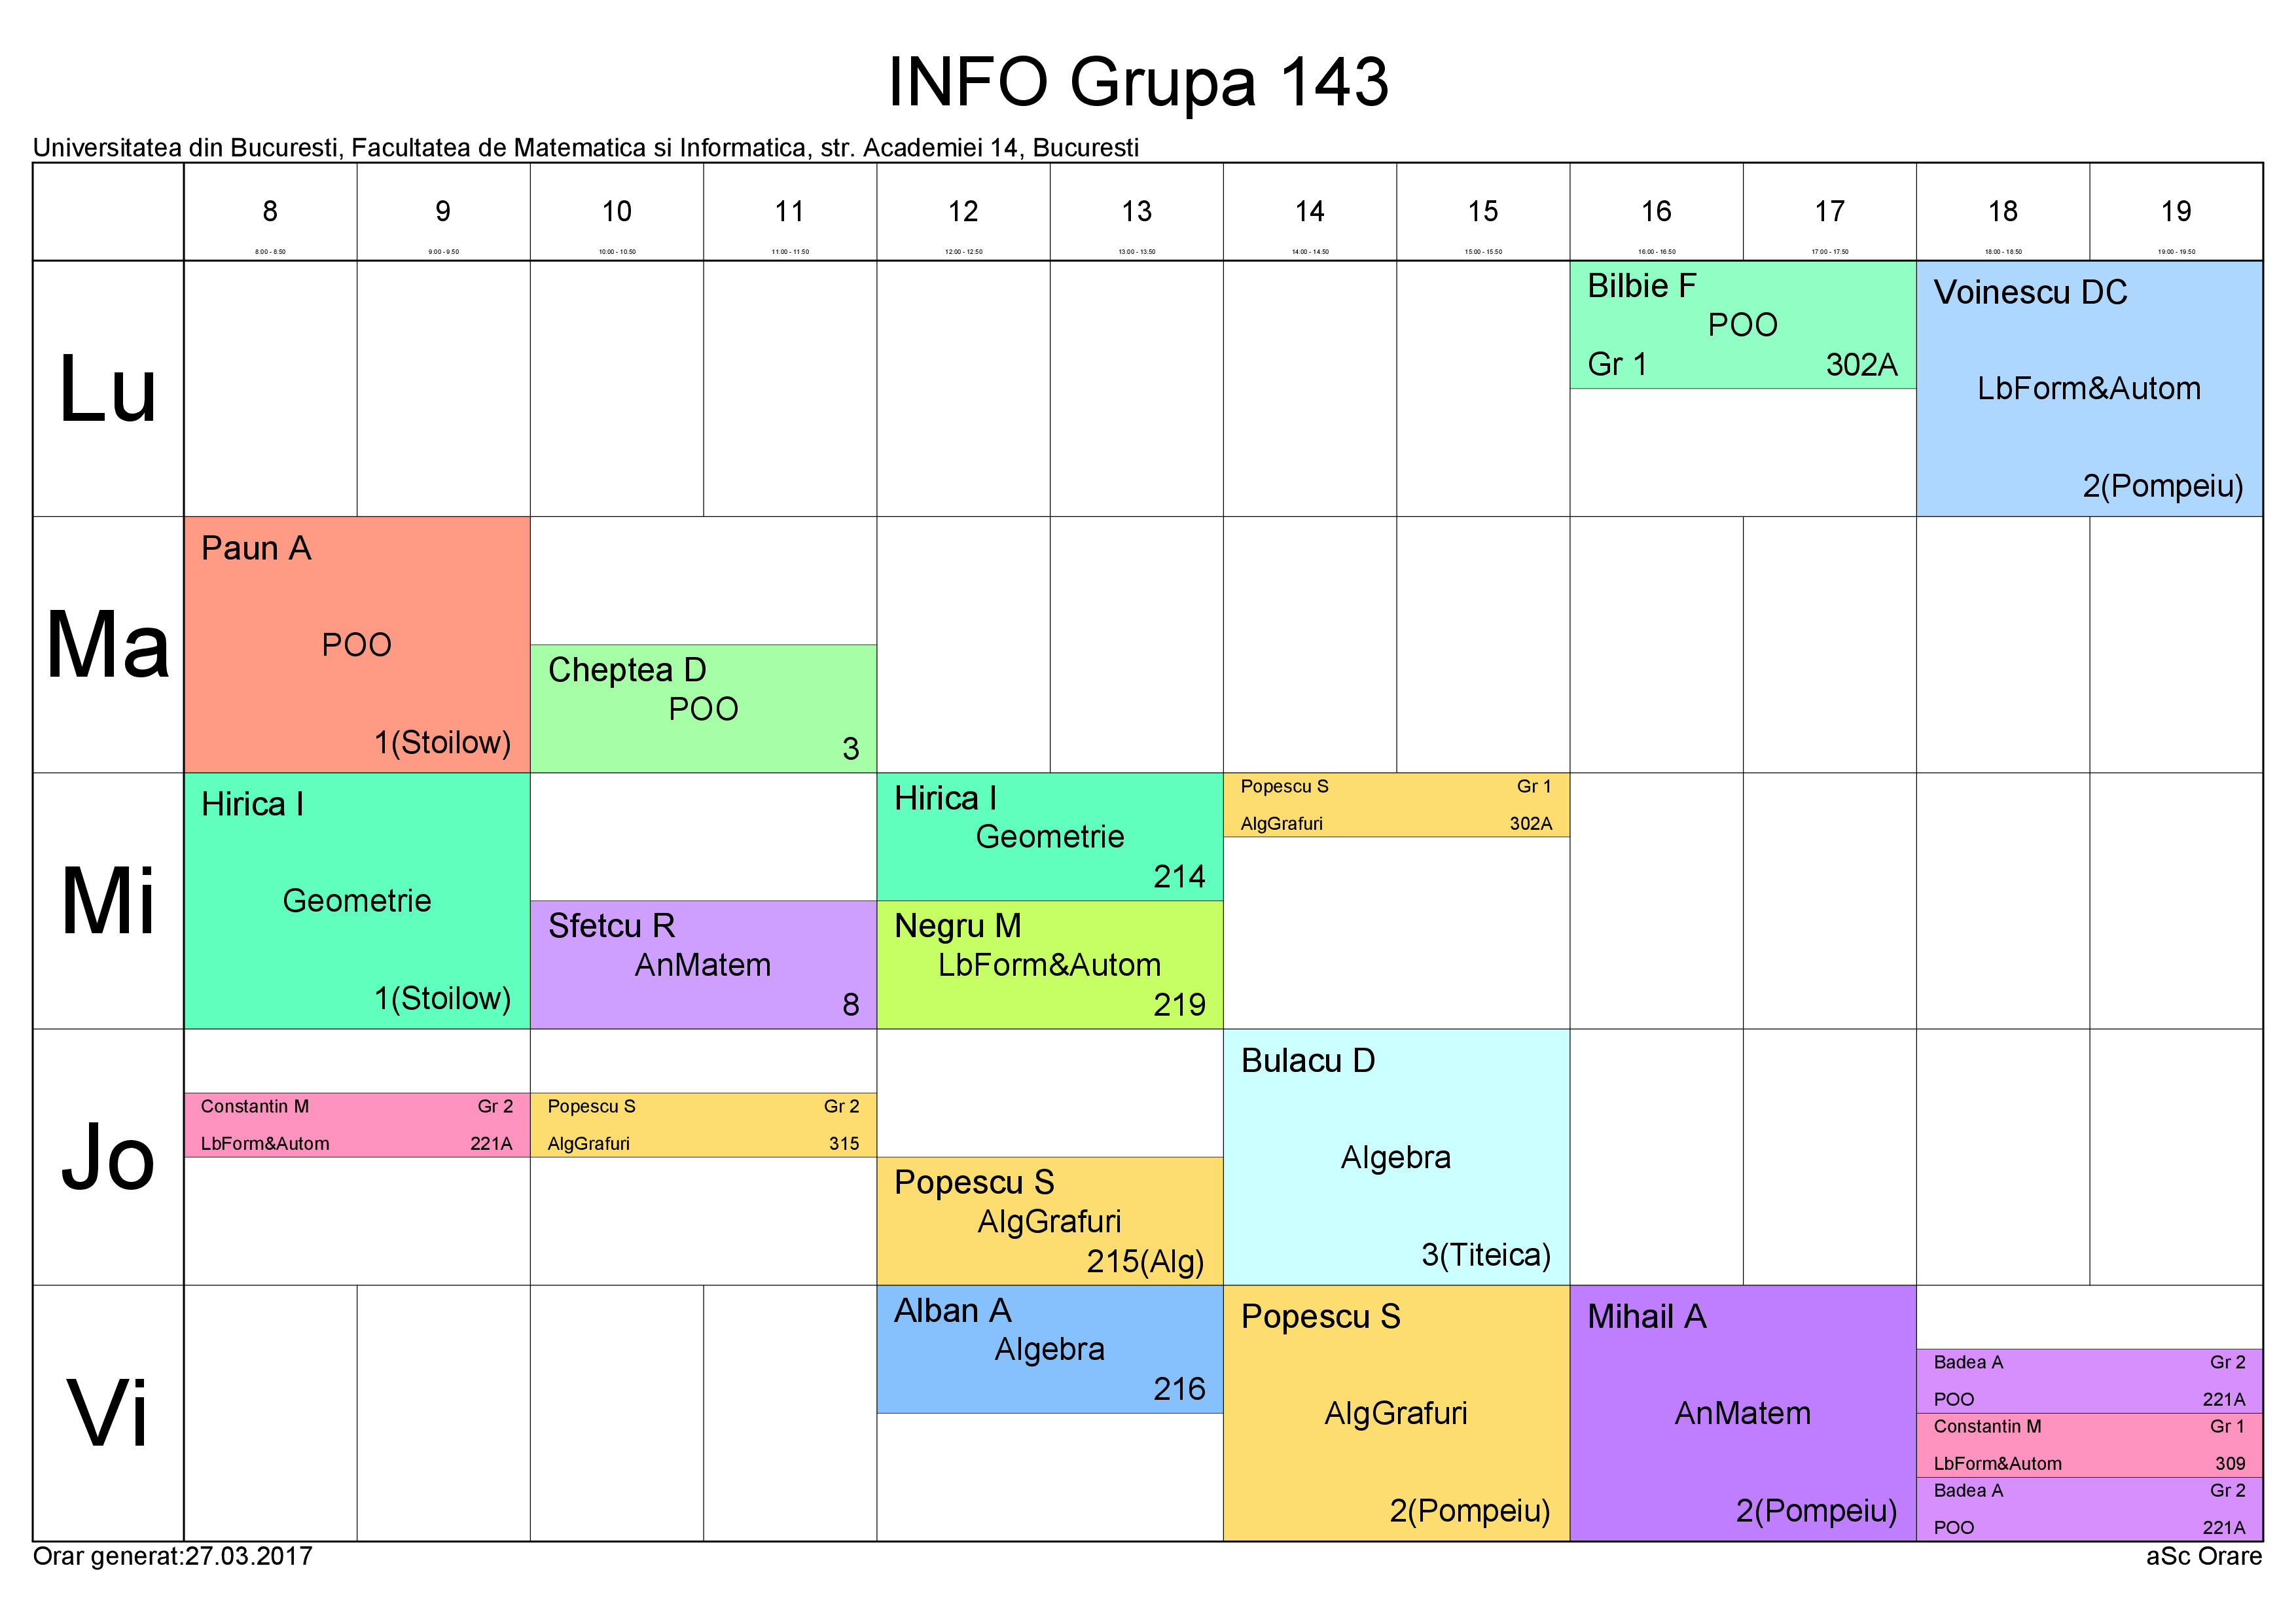 INFO Grupa 143
Universitatea din Bucuresti, Facultatea de Matematica si Informatica, str. Academiei 14, Bucuresti
8 9 10 11 12 13 14 15 16 17 18 19
8:00 - 8:50 9:00 - 9:50 10:00 - 10:50 11:00 - 11:50 12:00 - 12:50 13:00 - 13:50 14:00 - 14:50 15:00 - 15:50 16:00 - 16:50 17:00 - 17:50 18:00 - 18:50 19:00 - 19:50
Lu
Bilbie F
POO
Gr 1 302A
Voinescu DC
LbForm&Autom
2(Pompeiu)
Ma
Paun A
POO
1(Stoilow)
Cheptea D
POO
3
Mi
Hirica I
Geometrie
1(Stoilow)
Sfetcu R
AnMatem
8
Hirica I
Geometrie
214
Negru M
LbForm&Autom
219
Popescu S Gr 1
AlgGrafuri 302A
Jo
Constantin M Gr 2
LbForm&Autom 221A
Popescu S Gr 2
AlgGrafuri 315
Popescu S
AlgGrafuri
215(Alg)
Bulacu D
Algebra
3(Titeica)
Vi
Alban A
Algebra
216
Popescu S
AlgGrafuri
2(Pompeiu)
Mihail A
AnMatem
2(Pompeiu)
Badea A Gr 2
POO 221A
Constantin M Gr 1
LbForm&Autom 309
Badea A Gr 2
POO 221A
Orar generat:27.03.2017 aSc Orare